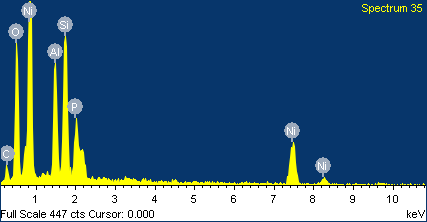 Spectrum 35
Ni
O
Si
Al
P
C
Ni
Ni
1 2 3 4 5 6 7 8 9 10
Full Scale 447 cts Cursor: 0.000 keV